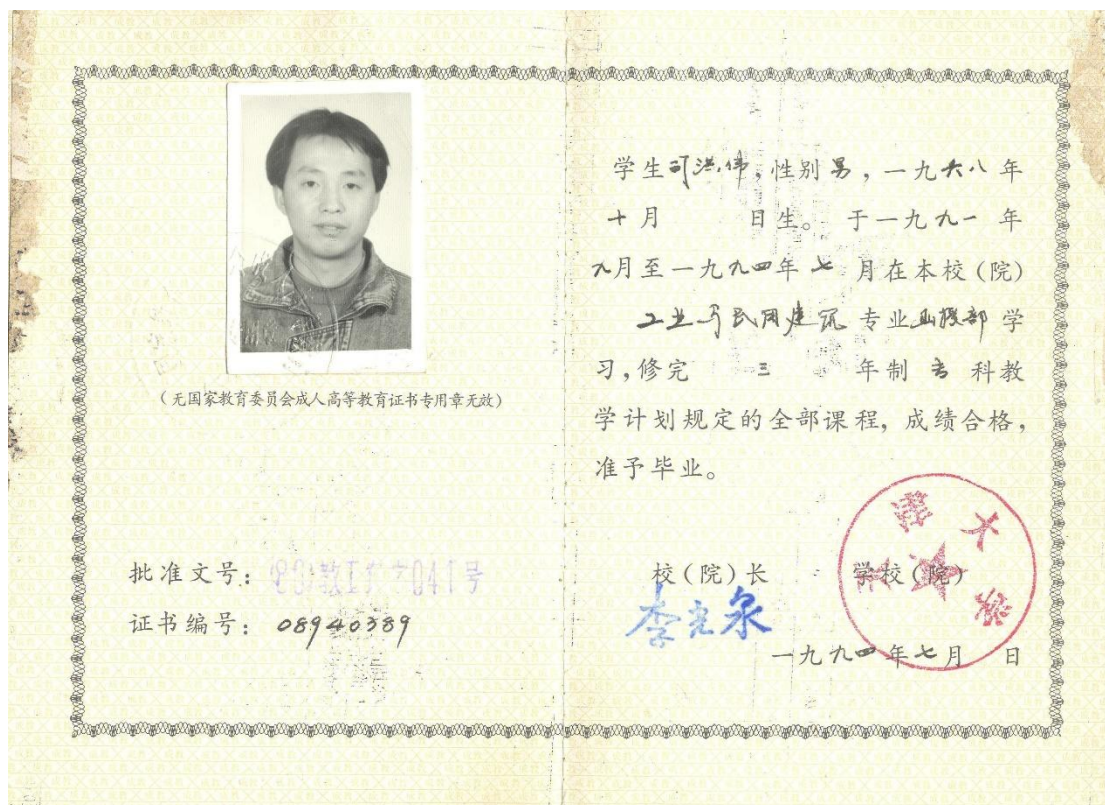 (无国家教育委员会成人高等教育证书专用章无效)
批准文号:
041号
证书编号: 08940389
学生司洪伟,性别男,一九六八年
十月 日生。 于一九九一 年
九月至一九九四年七 月在本校(院)
工业与民用建筑 专业 学
习,修完 三 年制 专 科教
学计划规定的全部课程, 成绩合格,
准予毕业。
校(院)长 学校(院)
李光泉
一九九四年七月 日